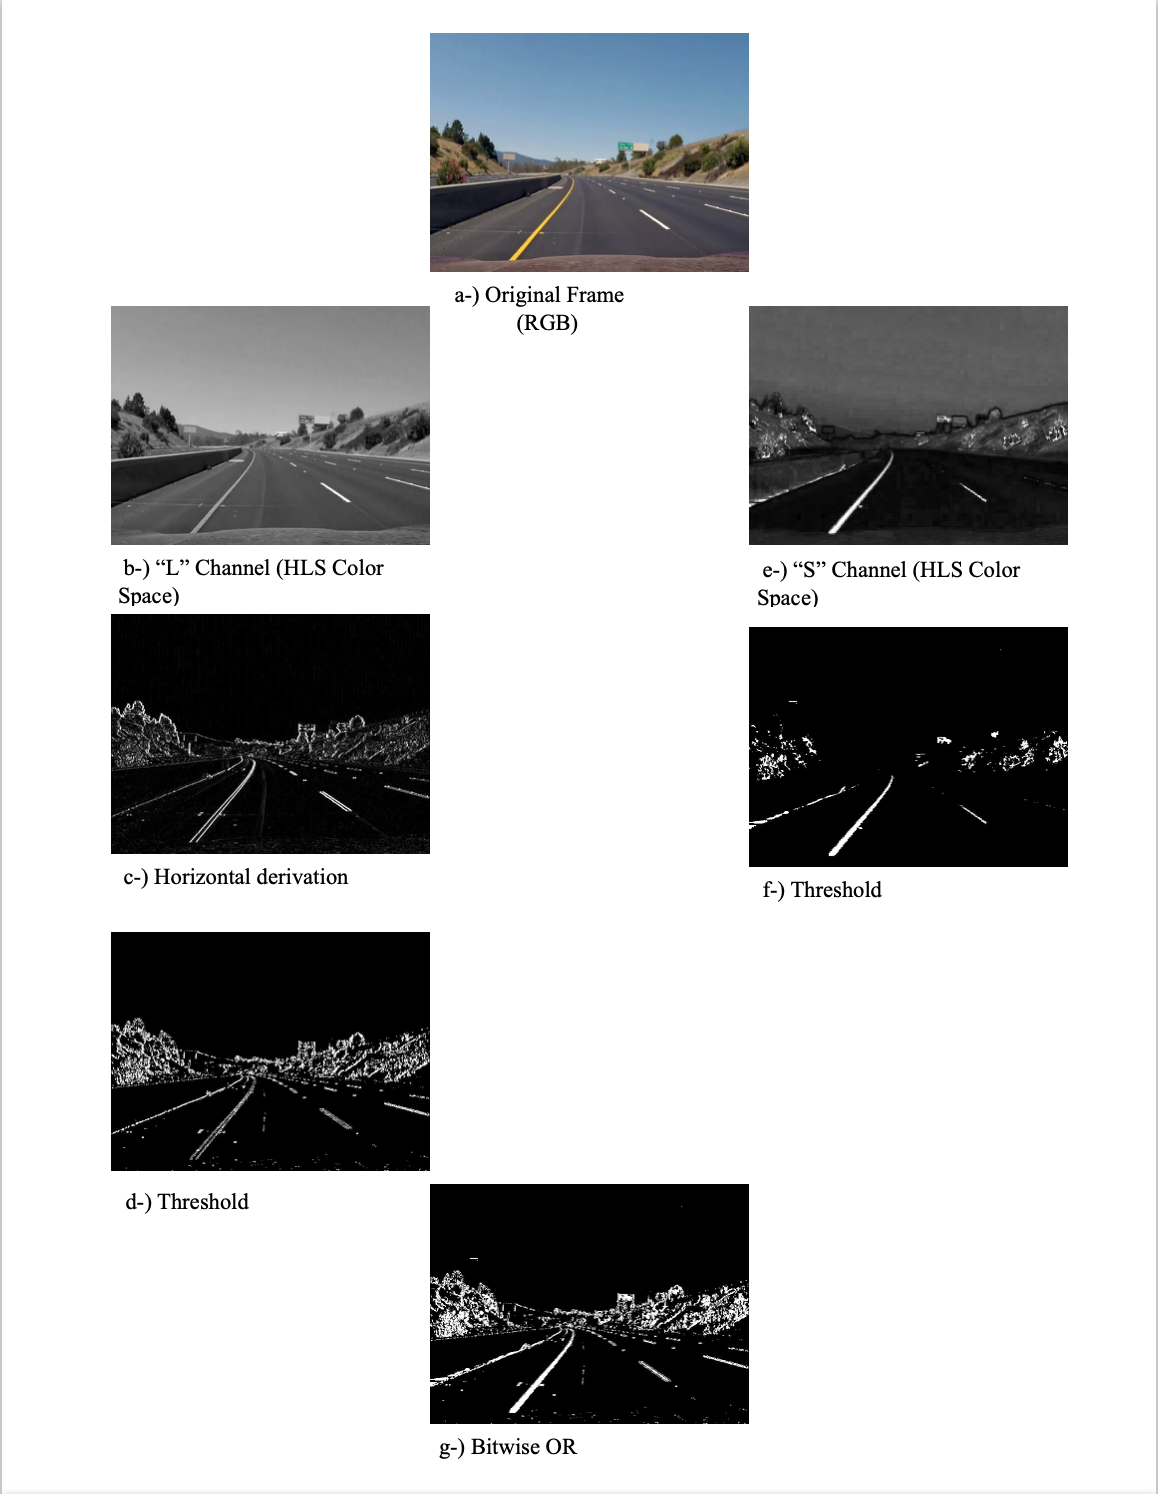 a-) Original Frame
(RGB)
b-) “L” Channel (HLS Color
Space)
e-) “S” Channel (HLS Color
Space)
c-) Horizontal derivation
f-) Threshold
d-) Threshold
g-) Bitwise OR